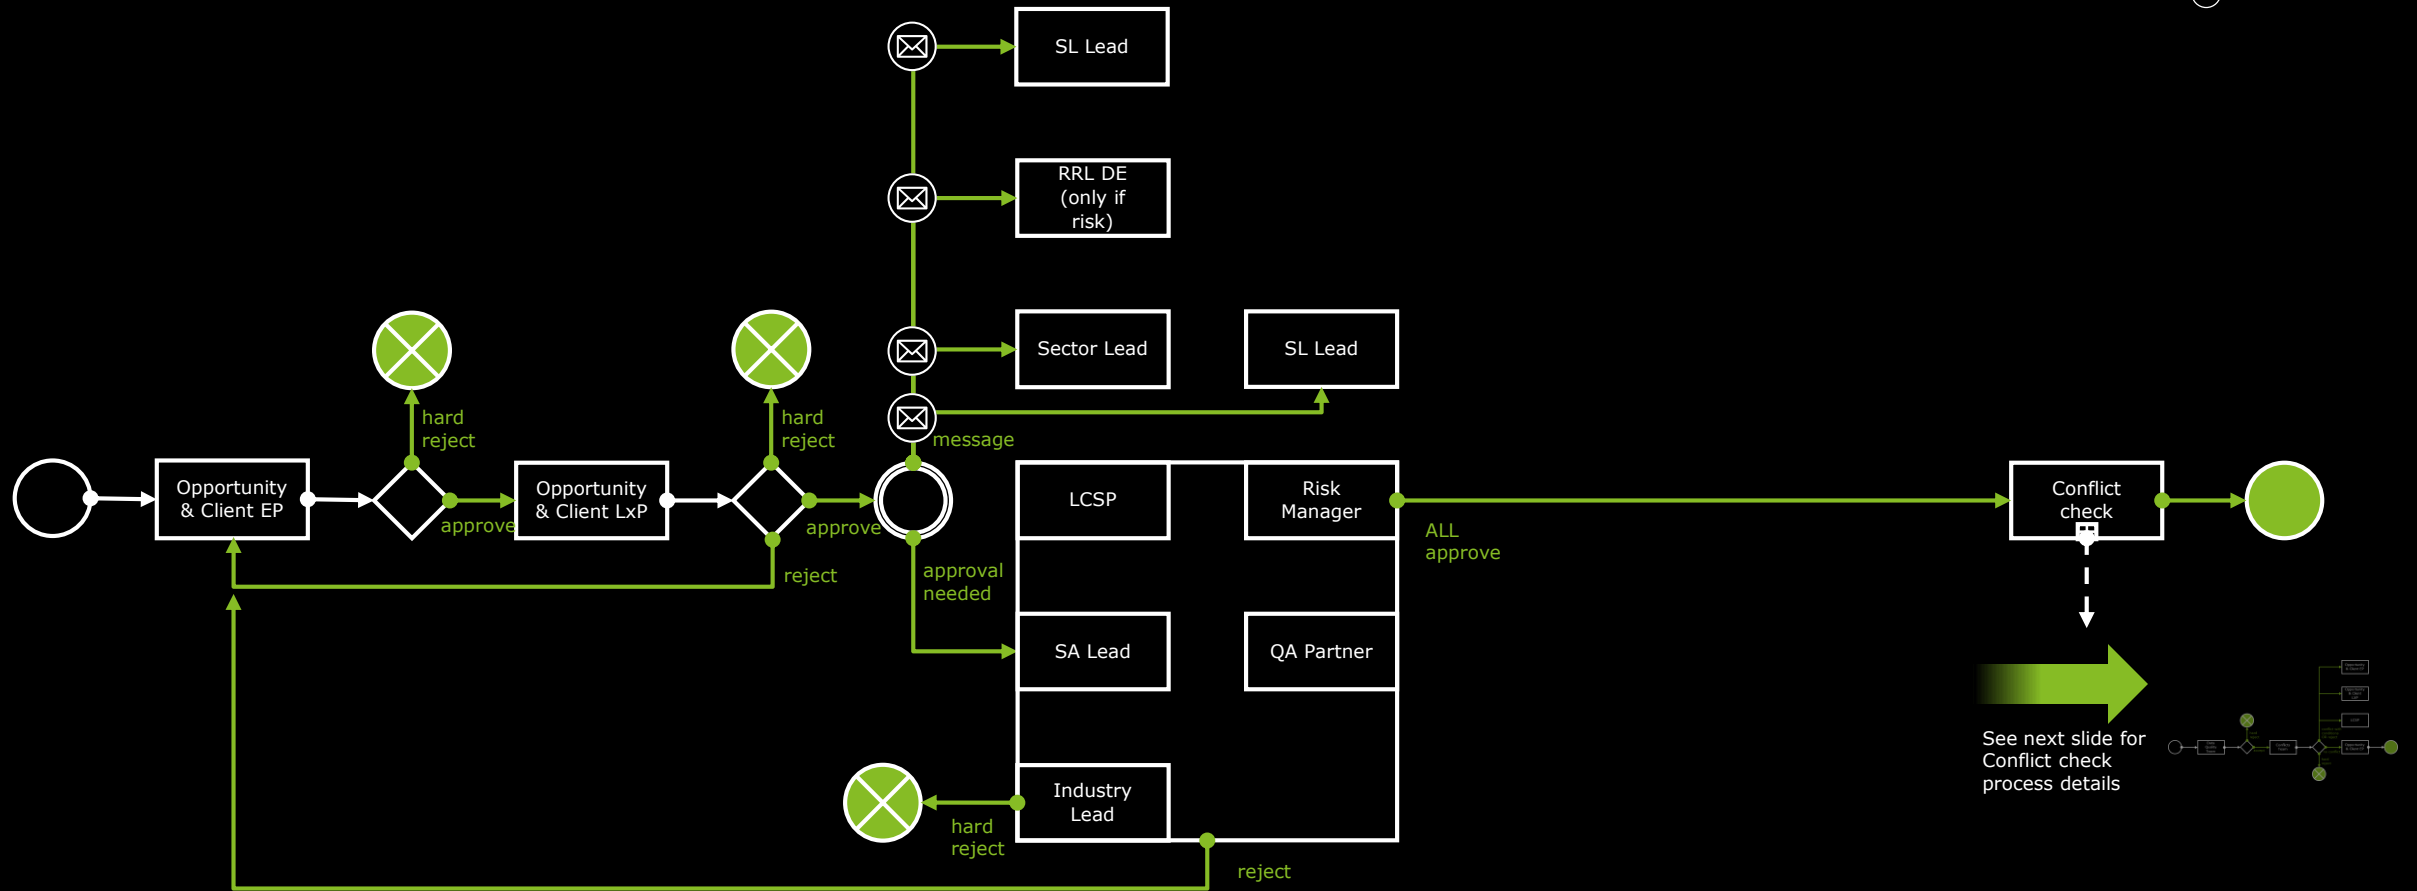 SL Lead
RRL DE
(only if
risk)
Sector Lead
SL Lead
hard
reject
hard
reject
message
Opportunity
& Client EP
approve
Opportunity
& Client LxP
approve
reject
approval
needed
LCSP
Risk
Manager
ALL
approve
Conflict
check
SA Lead
QA Partner
Industry
Lead
hard
reject
reject
See next slide for
Conflict check
process details